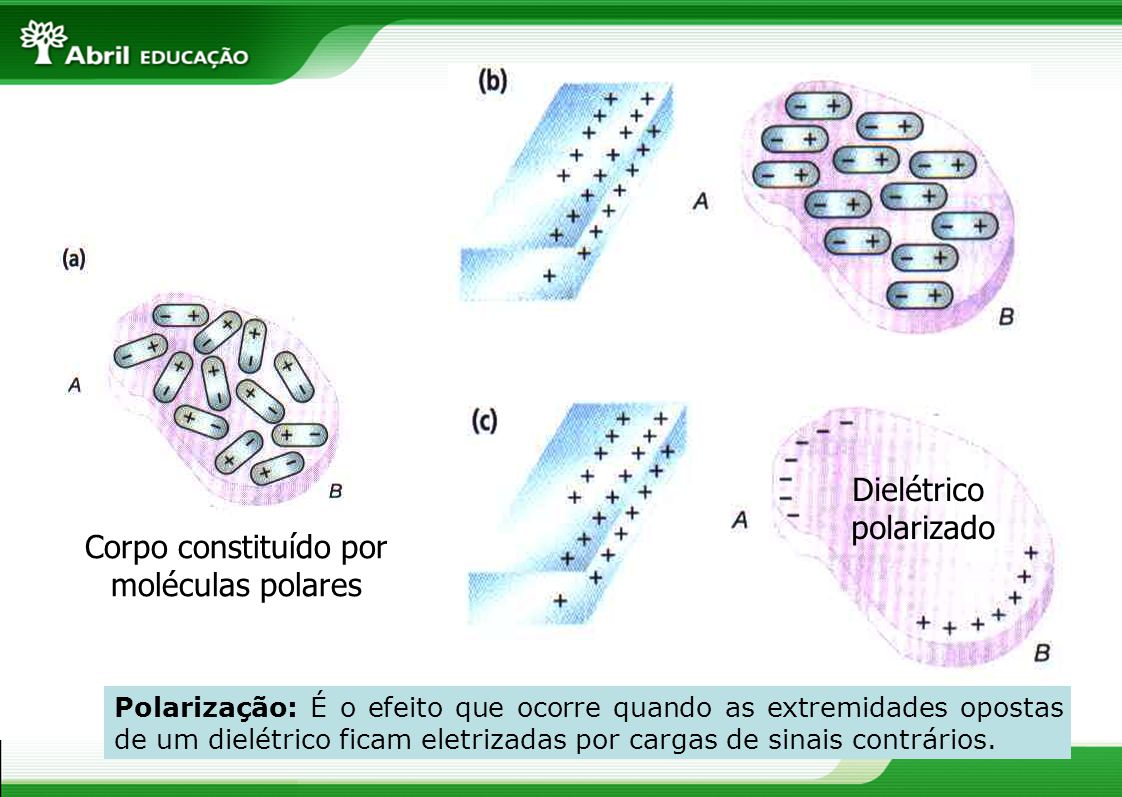 Abril EDUCAÇÃO
(b)
A
B
(a)
A
B
Corpo constituído por
moléculas polares
(c)
A
Dielétrico
polarizado
B
Polarização: É o efeito que ocorre quando as extremidades opostas
de um dielétrico ficam eletrizadas por cargas de sinais contrários.